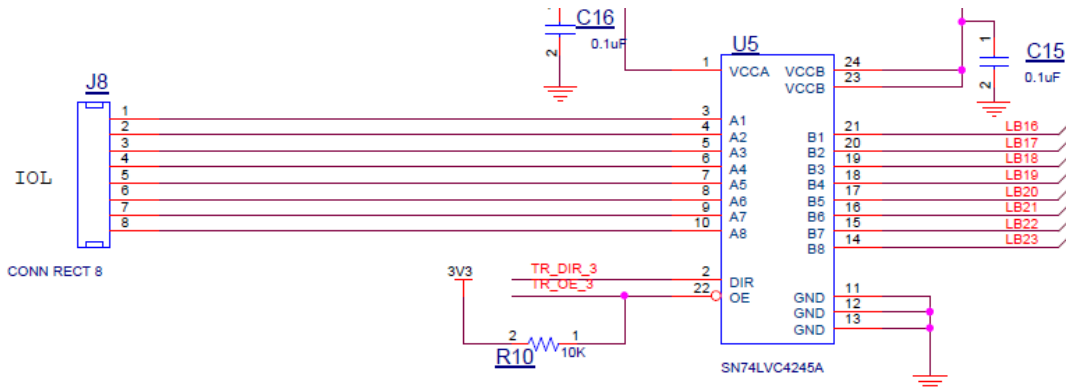 C16
0.1uF
1
2
U5
C15
0.1uF
1
2
J8
IOL
CONN RECT 8
1
2
3
4
5
6
7
8
1 VCCA VCCB 24
VCCB 23
3 A1
4 A2 B1 21 LB16
5 A3 B2 20 LB17
6 A4 B3 19 LB18
7 A5 B4 18 LB19
8 A6 B5 17 LB20
9 A7 B6 16 LB21
10 A8 B7 15 LB22
B8 14 LB23
3V3
TR_DIR_3 2 DIR
TR_OE_3 22 OE
GND 11
GND 12
GND 13
2 1
R10 10K
SN74LVC4245A